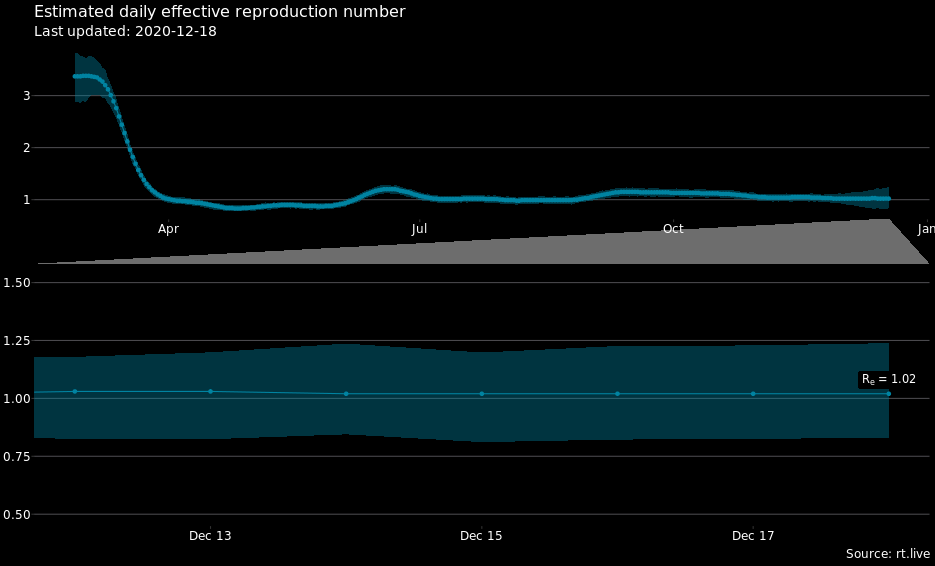 Estimated daily effective reproduction number
Last updated: 2020-12-18
3
2
1
Apr
Jul
Oct
Jan
1.50
1.25
1.00
0.75
0.50
Rₑ = 1.02
Dec 13
Dec 15
Dec 17
Source: rt.live